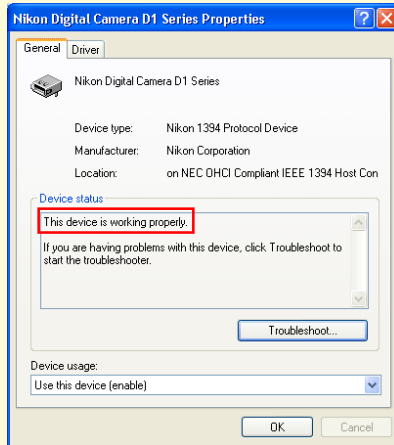 Nikon Digital Camera D1 Series Properties
General Driver
Nikon Digital Camera D1 Series
Device type: Nikon 1394 Protocol Device
Manufacturer: Nikon Corporation
Location: on NEC OHCI Compliant IEEE 1394 Host Con
Device status
This device is working properly.
If you are having problems with this device, click Troubleshoot to
start the troubleshooter.
Troubleshoot...
Device usage:
Use this device (enable)
OK Cancel